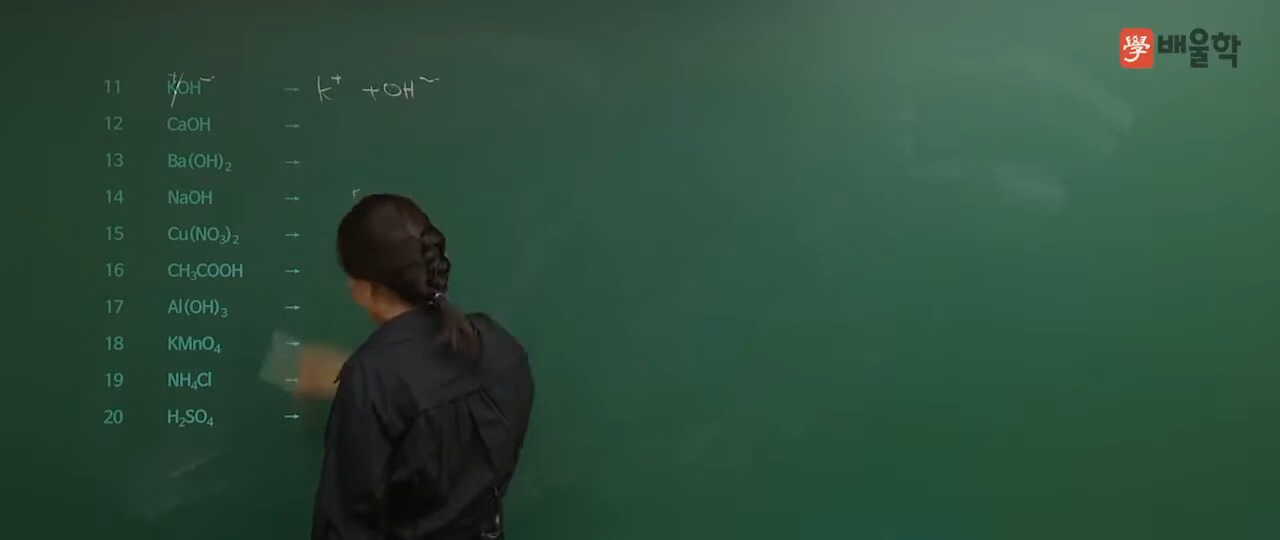 學 배울학
11 KOH⁻ → K⁺ + OH⁻
12 CaOH →
13 Ba(OH)₂ →
14 NaOH →
15 Cu(NO₃)₂ →
16 CH₃COOH →
17 Al(OH)₃ →
18 KMnO₄ →
19 NH₄Cl →
20 H₂SO₄ →